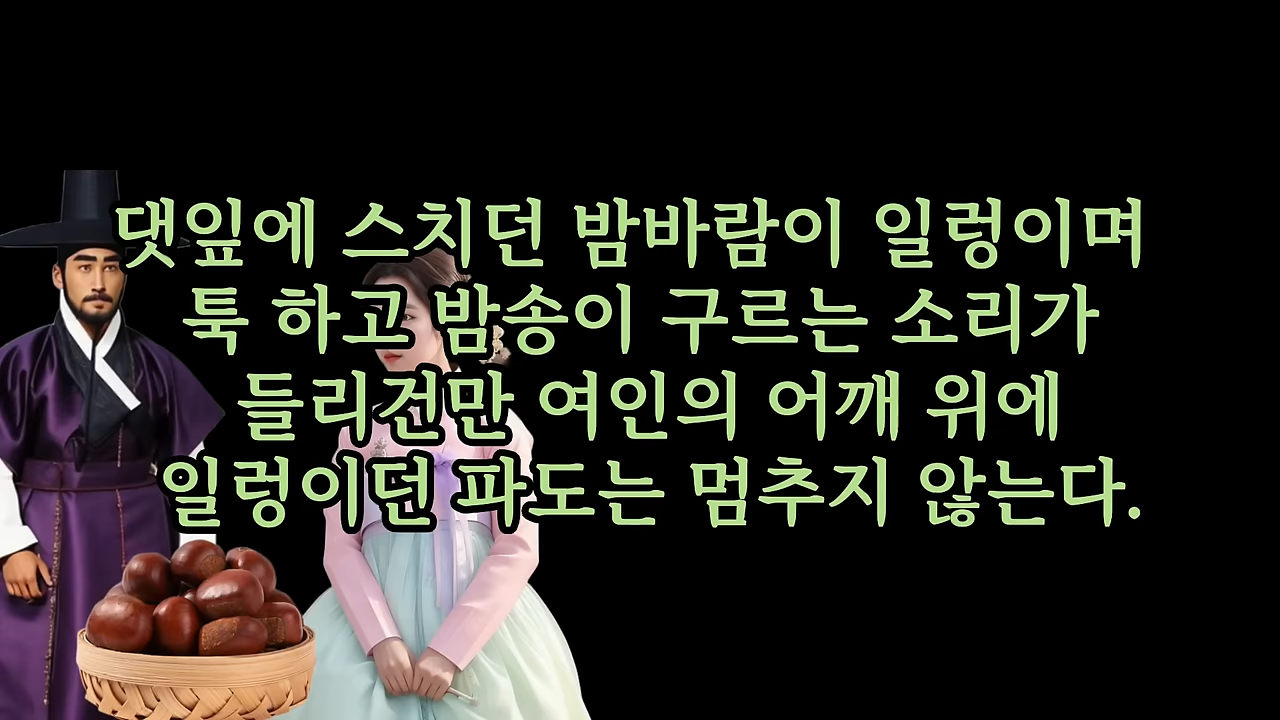 댓잎에 스치던 밤바람이 일렁이며
툭 하고 밤송이 구르는 소리가
들리건만 여인의 어깨 위에
일렁이던 파도는 멈추지 않는다.